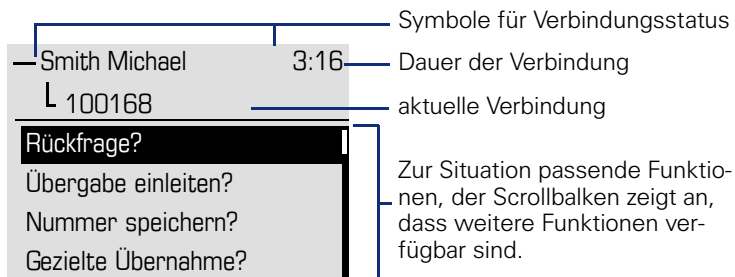 Symbole für Verbindungsstatus
Smith Michael 3:16
Dauer der Verbindung
100168
aktuelle Verbindung
Rückfrage?
Übergabe einleiten?
Nummer speichern?
Gezielte Übernahme?
Zur Situation passende Funktio-
nen, der Scrollbalken zeigt an,
dass weitere Funktionen ver-
fügbar sind.